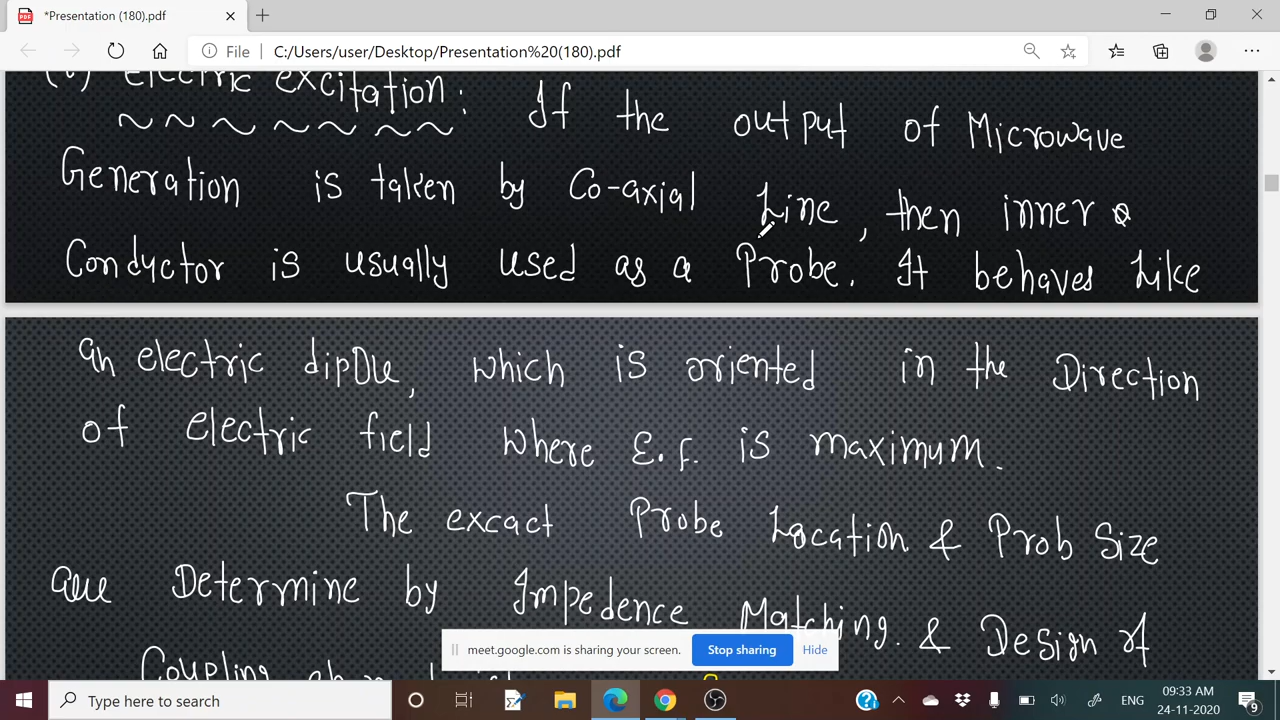 *Presentation (180).pdf
File
C:/Users/user/Desktop/Presentation%20(180).pdf
electric excitation: If the output of Microwave
Generation is taken by Co-axial Line, then inner
Conductor is usually used as a Probe. It behaves Like
an electric dipole, which is oriented in the Direction
of electric field where E.F. is maximum.
The excact Probe Location & Prob Size
are Determine by Impedence Matching. & Design of
Coupling
meet.google.com is sharing your screen.
Stop sharing
Hide
Type here to search
ENG
09:33 AM
24-11-2020